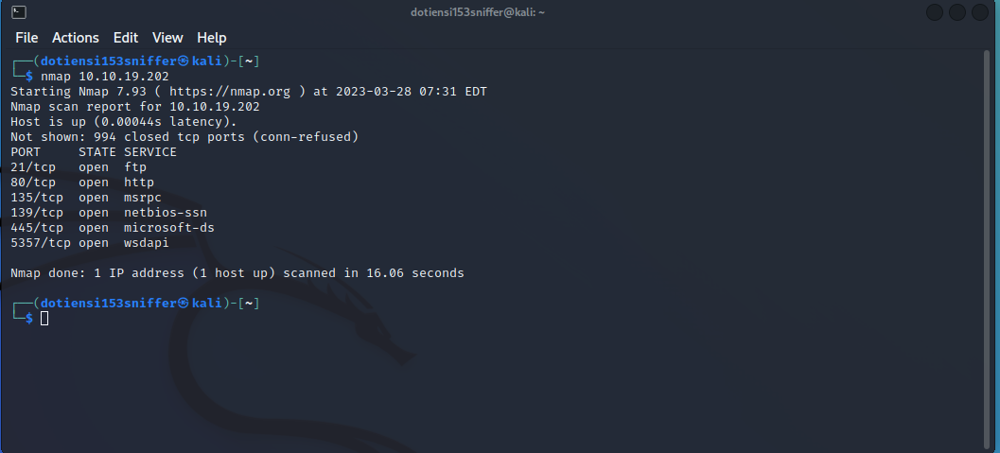 dotiensi153sniffer@kali: ~
File Actions Edit View Help
┌──(dotiensi153sniffer㉿kali)-[~]
└─$ nmap 10.10.19.202
Starting Nmap 7.93 ( https://nmap.org ) at 2023-03-28 07:31 EDT
Nmap scan report for 10.10.19.202
Host is up (0.00044s latency).
Not shown: 994 closed tcp ports (conn-refused)
PORT     STATE SERVICE
21/tcp   open  ftp
80/tcp   open  http
135/tcp  open  msrpc
139/tcp  open  netbios-ssn
445/tcp  open  microsoft-ds
5357/tcp open  wsdapi
Nmap done: 1 IP address (1 host up) scanned in 16.06 seconds
┌──(dotiensi153sniffer㉿kali)-[~]
└─$